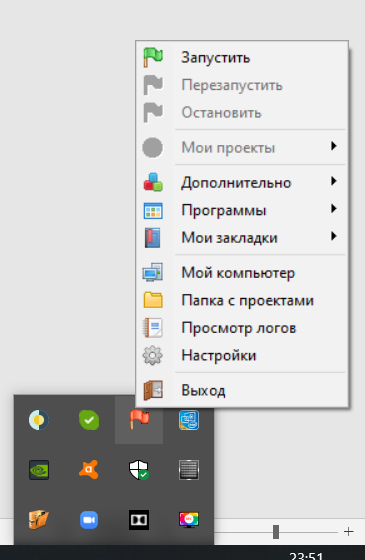 Запустить
Перезапустить
Остановить
Мои проекты
Дополнительно
Программы
Мои закладки
Мой компьютер
Папка с проектами
Просмотр логов
Настройки
Выход
23:51